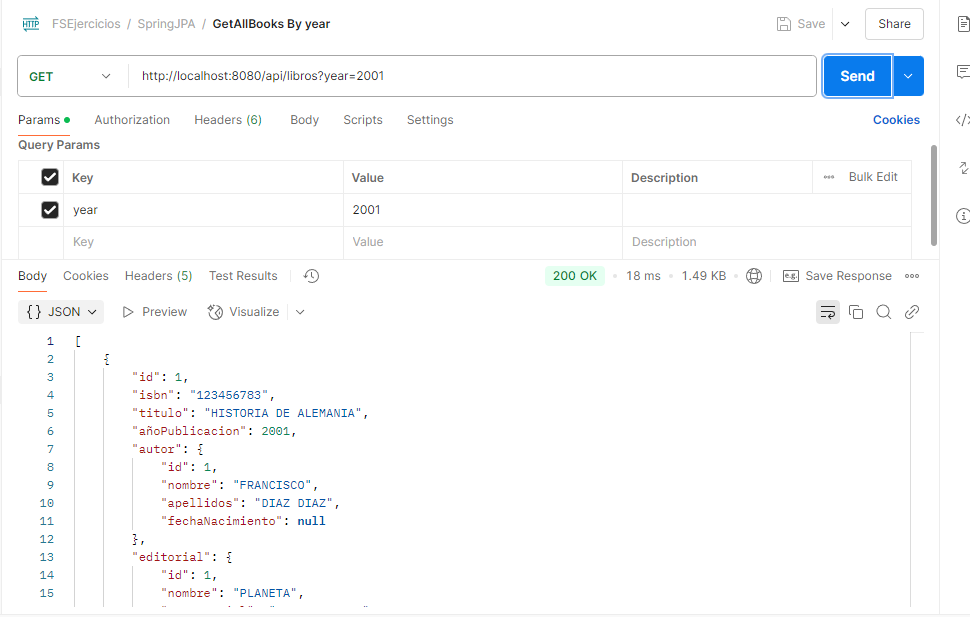 HTTP FSEjercicios / SpringJPA / GetAllBooks By year Save Share
GET http://localhost:8080/api/libros?year=2001 Send
Params Authorization Headers (6) Body Scripts Settings Cookies
Query Params
Key Value Description Bulk Edit
year 2001
Key Value Description
Body Cookies Headers (5) Test Results 200 OK 18 ms 1.49 KB e.g. Save Response
{} JSON Preview Visualize
1 [
2 {
3 "id": 1,
4 "isbn": "123456783",
5 "titulo": "HISTORIA DE ALEMANIA",
6 "añoPublicacion": 2001,
7 "autor": {
8 "id": 1,
9 "nombre": "FRANCISCO",
10 "apellidos": "DIAZ DIAZ",
11 "fechaNacimiento": null
12 },
13 "editorial": {
14 "id": 1,
15 "nombre": "PLANETA",